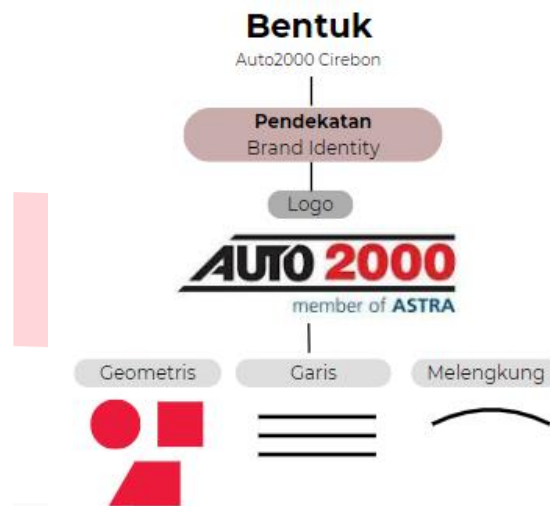 Bentuk
Auto2000 Cirebon
Pendekatan
Brand Identity
Logo
AUTO 2000
member of ASTRA
Geometris
Garis
Melengkung